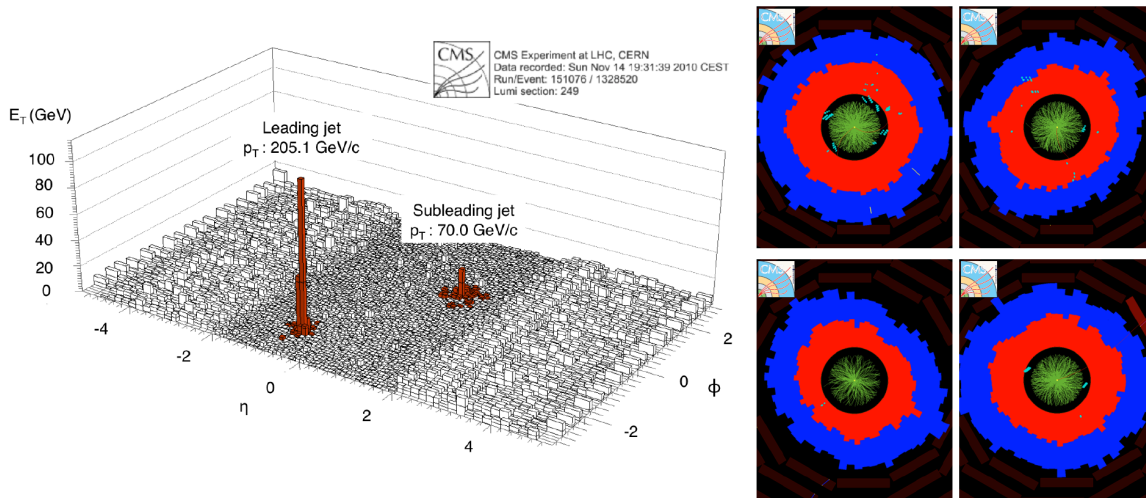 CMS
CMS Experiment at LHC, CERN
Data recorded: Sun Nov 14 19:31:39 2010 CEST
Run/Event: 151076 / 1328520
Lumi section: 249
E_T (GeV)
100
80
60
40
20
0
Leading jet
p_T : 205.1 GeV/c
Subleading jet
p_T : 70.0 GeV/c
-4
-2
0
2
4
η
2
0
-2
ϕ
CMS
CMS
CMS
CMS